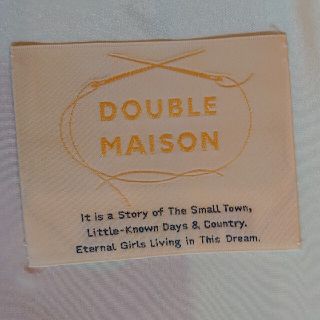 DOUBLE
MAISON
It is a Story of The Small Town,
Little-Known Days & Country.
Eternal Girls Living in This Dream.